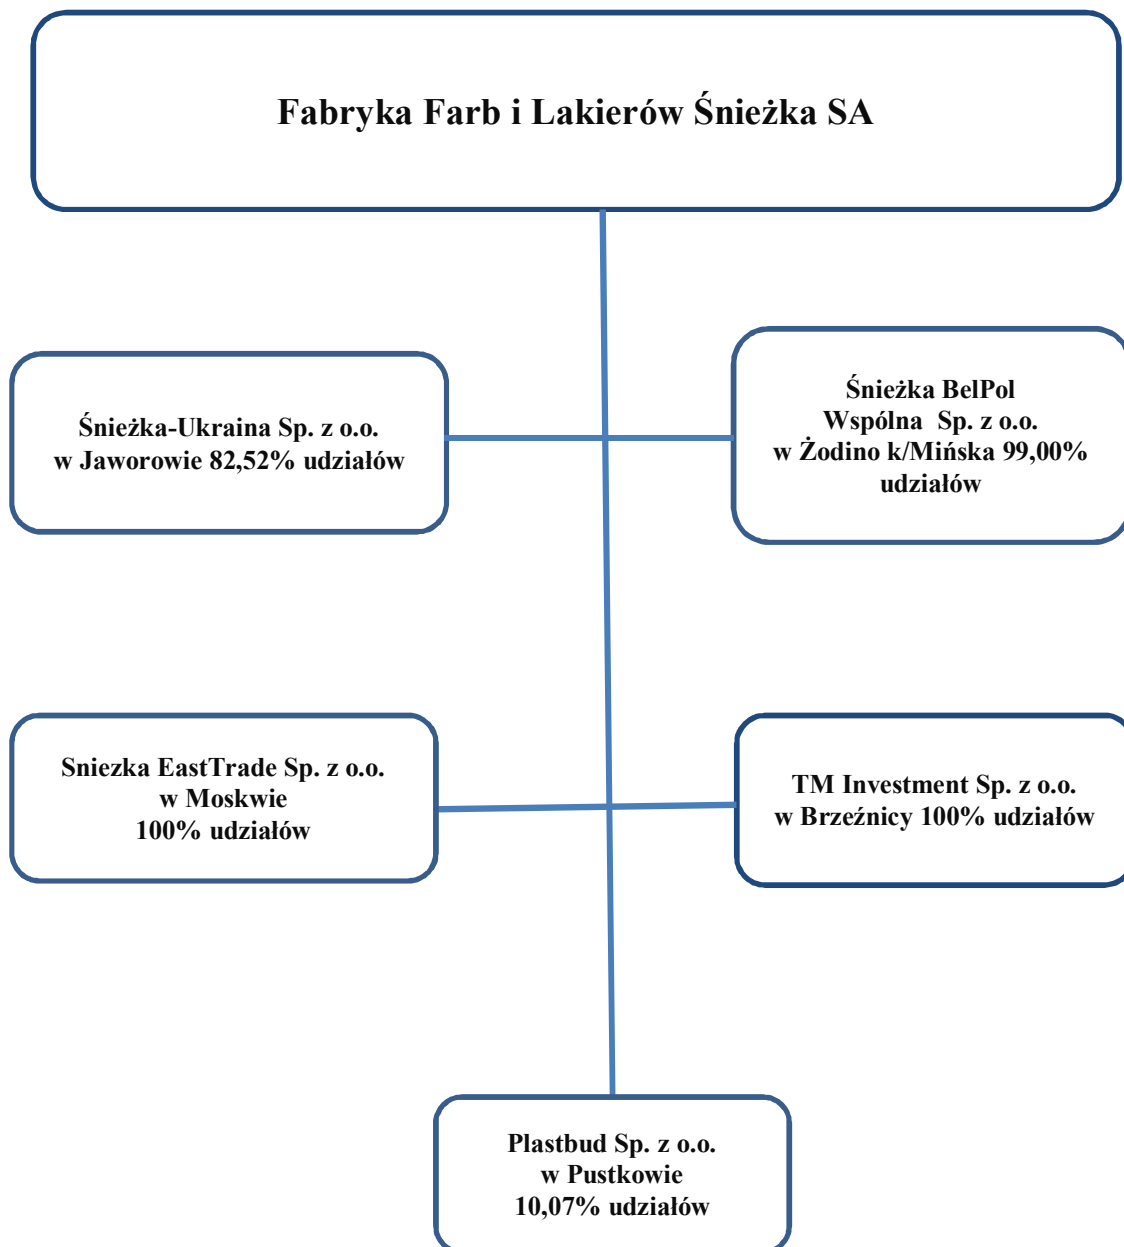 Fabryka Farb i Lakierów Śnieżka SA
Śnieżka-Ukraina Sp. z o.o.
w Jaworowie 82,52% udziałów
Śnieżka BelPol
Wspólna Sp. z o.o.
w Żodino k/Mińska 99,00%
udziałów
Sniezka EastTrade Sp. z o.o.
w Moskwie
100% udziałów
TM Investment Sp. z o.o.
w Brzeźnicy 100% udziałów
Plastbud Sp. z o.o.
w Pustkowie
10,07% udziałów